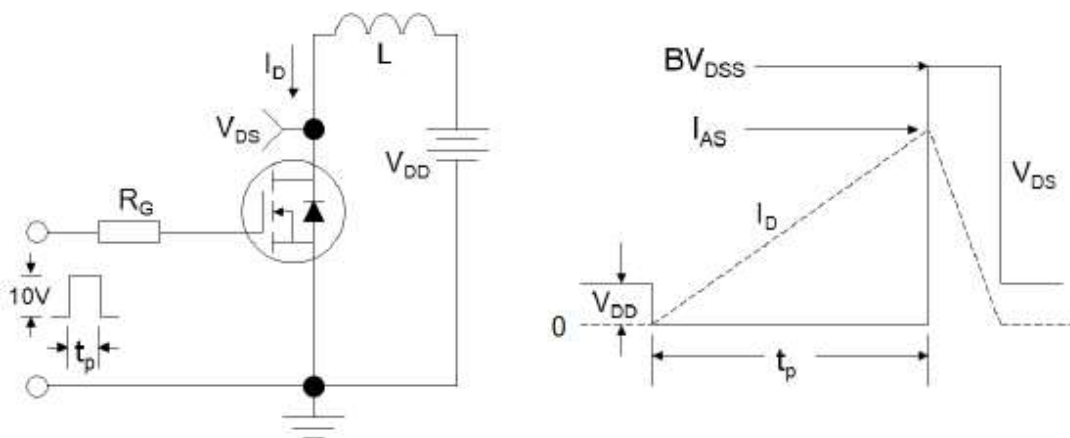 L
I_D
V_DS
V_DD
R_G
10V
t_p
BV_DSS
I_AS
V_DS
I_D
V_DD
0
t_p